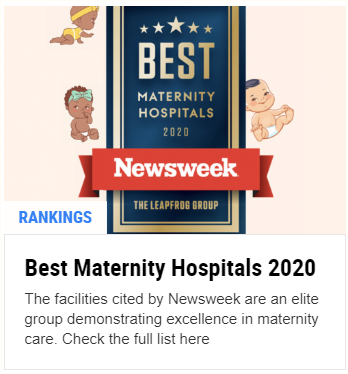 BEST
MATERNITY
HOSPITALS
2020
Newsweek
THE LEAPFROG GROUP
RANKINGS
Best Maternity Hospitals 2020
The facilities cited by Newsweek are an elite
group demonstrating excellence in maternity
care. Check the full list here